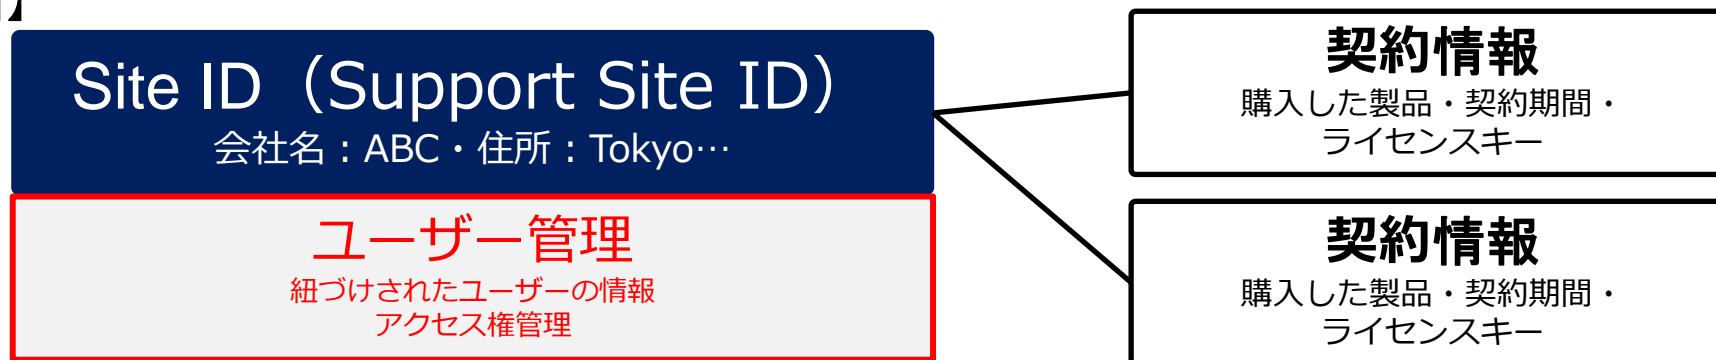 】
Site ID（Support Site ID）
会社名：ABC・住所：Tokyo…
ユーザー管理
紐づけされたユーザーの情報
アクセス権管理
契約情報
購入した製品・契約期間・
ライセンスキー
契約情報
購入した製品・契約期間・
ライセンスキー